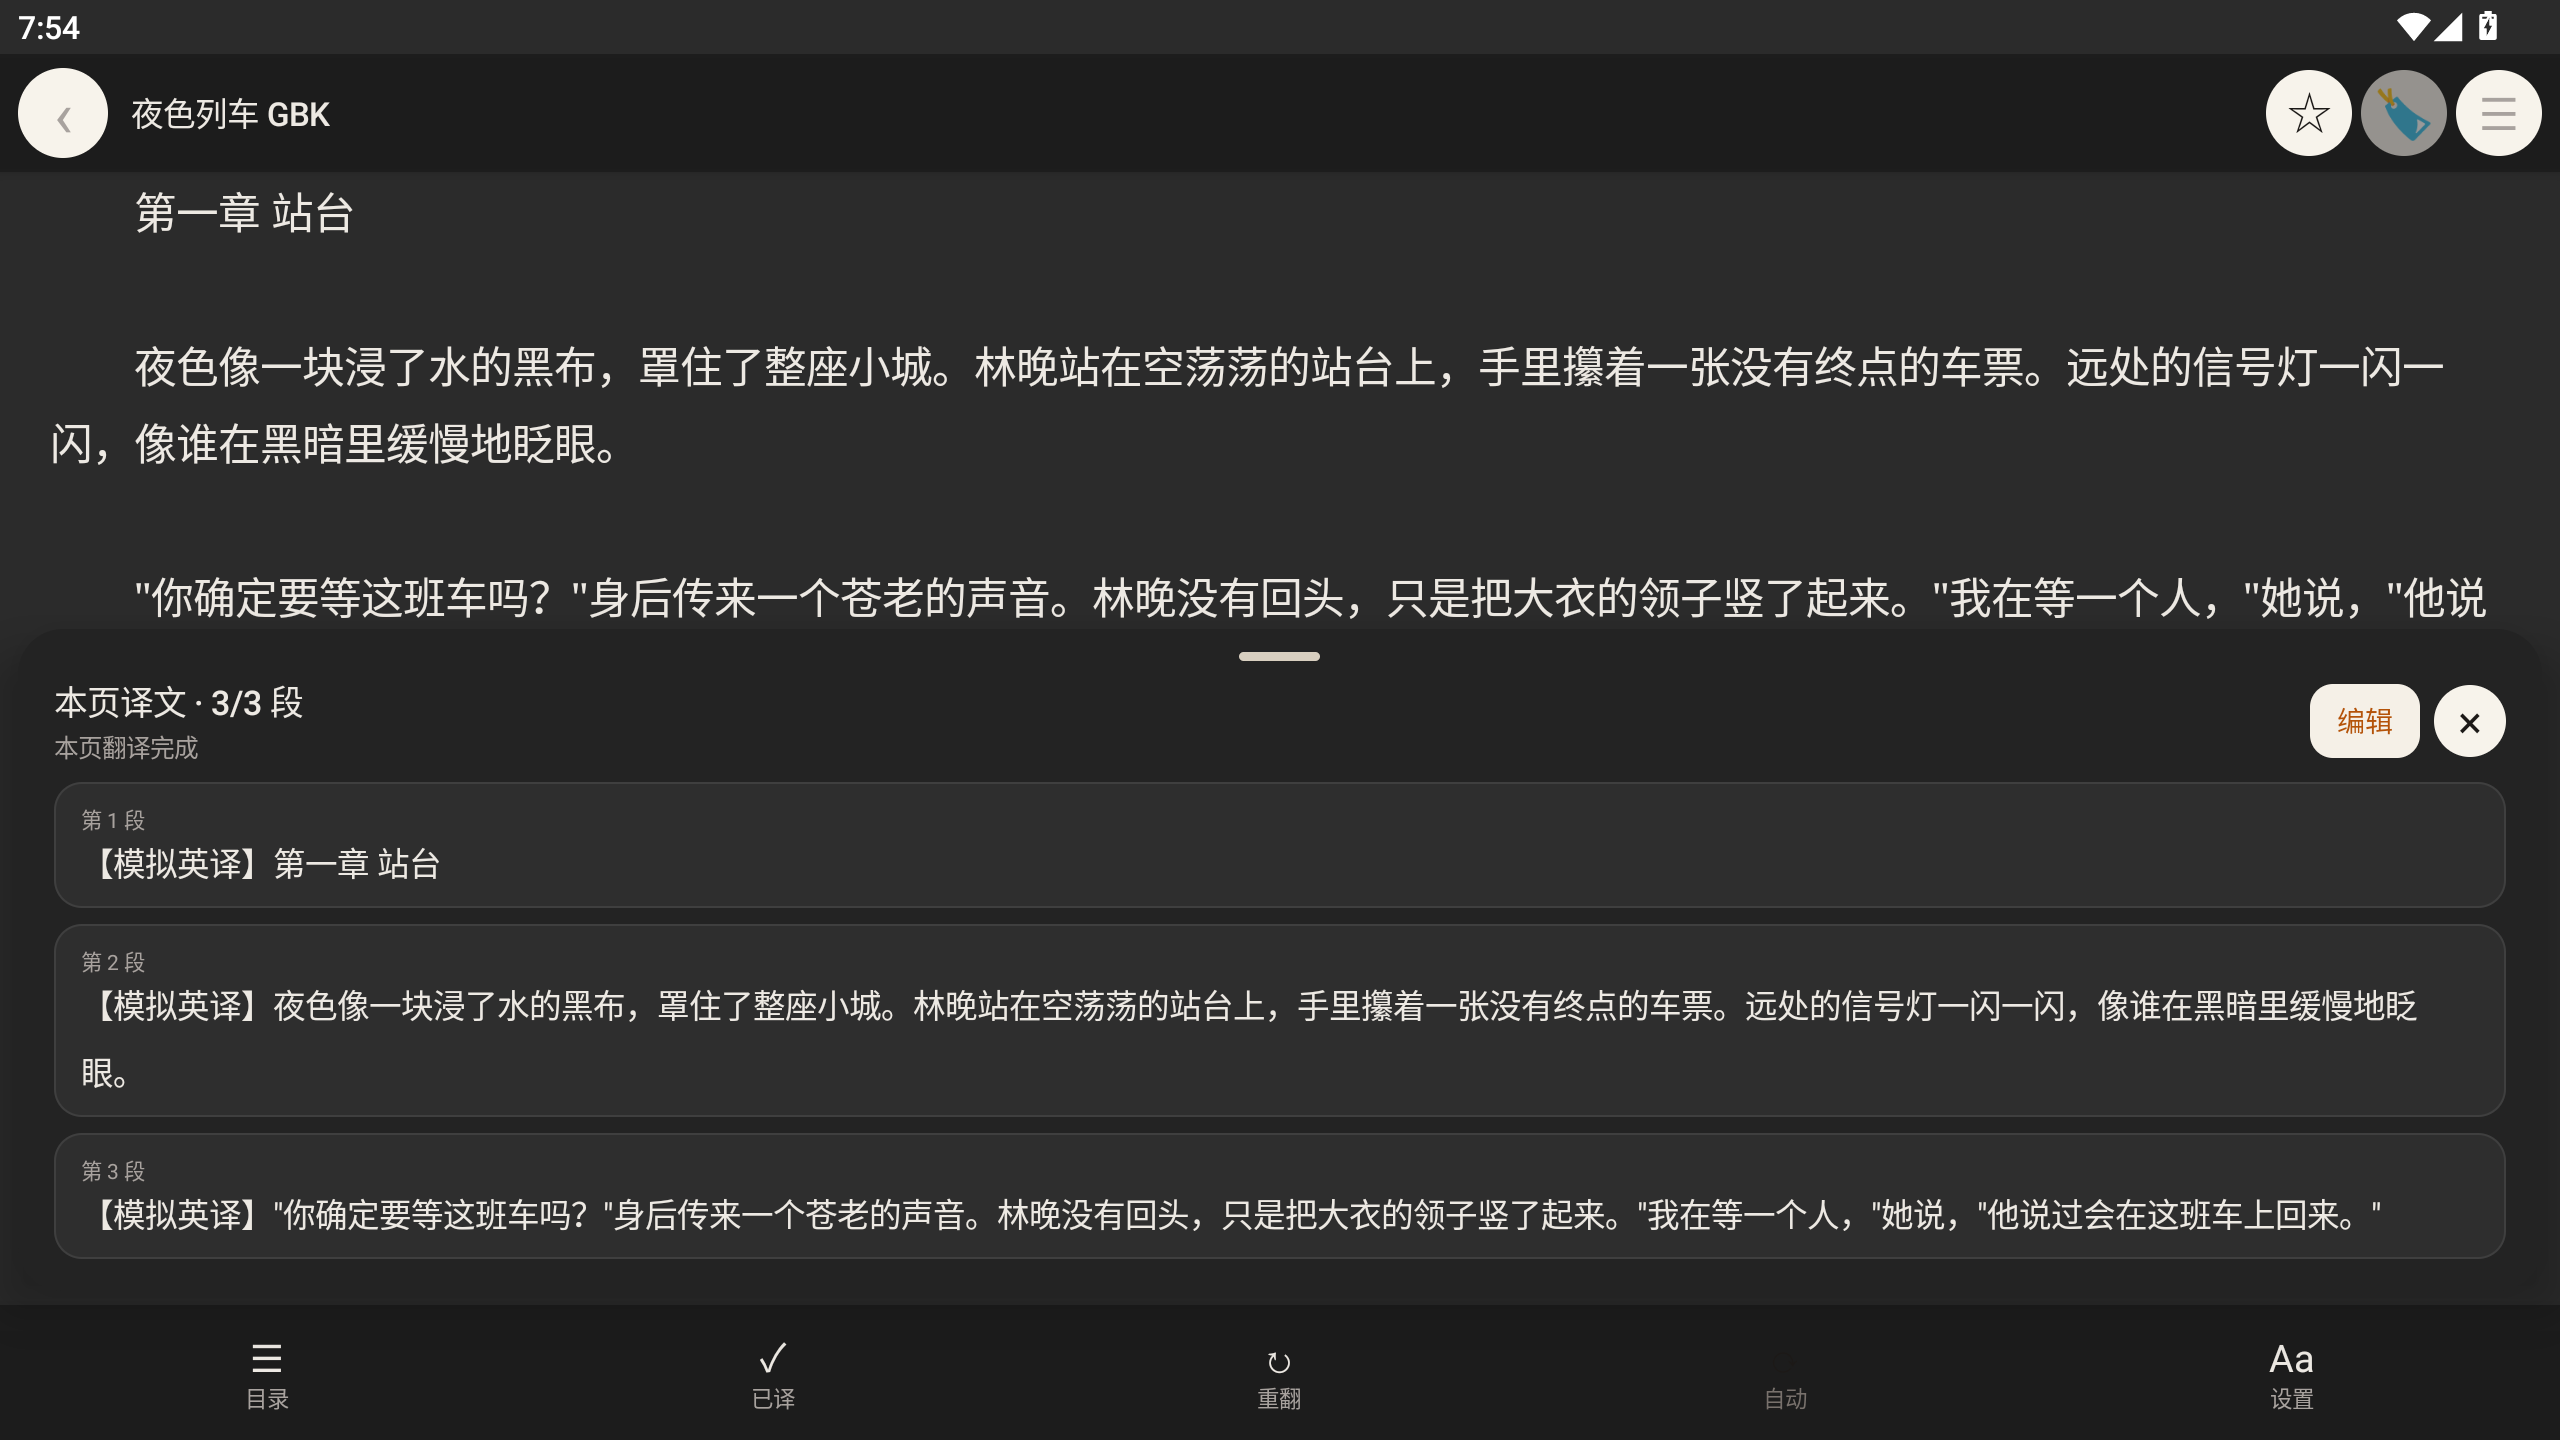 7:54
夜色列车 GBK
第一章 站台
夜色像一块浸了水的黑布，罩住了整座小城。林晚站在空荡荡的站台上，手里攥着一张没有终点的车票。远处的信号灯一闪一
闪，像谁在黑暗里缓慢地眨眼。
"你确定要等这班车吗？"身后传来一个苍老的声音。林晚没有回头，只是把大衣的领子竖了起来。"我在等一个人，"她说，"他说
本页译文 · 3/3 段
编辑
本页翻译完成
第 1 段
【模拟英译】第一章 站台
第 2 段
【模拟英译】夜色像一块浸了水的黑布，罩住了整座小城。林晚站在空荡荡的站台上，手里攥着一张没有终点的车票。远处的信号灯一闪一闪，像谁在黑暗里缓慢地眨
眼。
第 3 段
【模拟英译】"你确定要等这班车吗？"身后传来一个苍老的声音。林晚没有回头，只是把大衣的领子竖了起来。"我在等一个人，"她说，"他说过会在这班车上回来。"
目录
已译
重翻
自动
Aa
设置